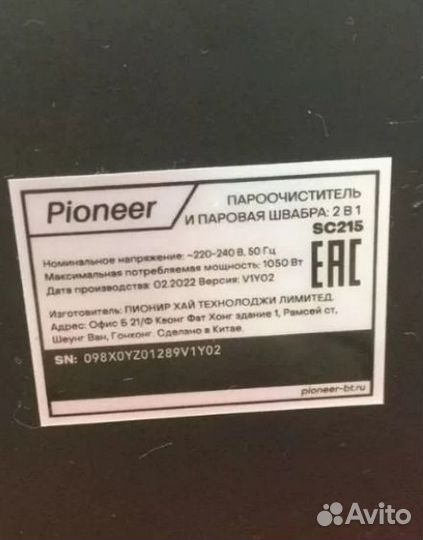 Pioneer
ПАРООЧИСТИТЕЛЬ
И ПАРОВАЯ ШВАБРА: 2 В 1
SC215
Номинальное напряжение: ~220-240 В, 50 Гц
Максимальная потребляемая мощность: 1050 Вт
Дата производства: 02.2022 Версия: V1Y02
EAC
Изготовитель: ПИОНИР ХАЙ ТЕХНОЛОДЖИ ЛИМИТЕД.
Адрес: Офис Б 21/Ф Квонг Фат Хонг здание 1, Рамсей ст,
Шеунг Ван, Гонконг. Сделано в Китае.
SN: 098X0YZ01289V1Y02
pioneer-bt.ru
Avito